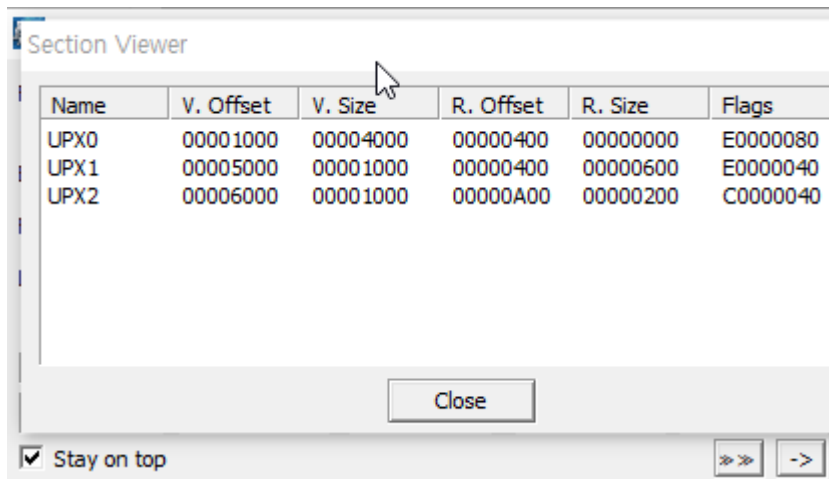 Section Viewer
Name V. Offset V. Size R. Offset R. Size Flags
UPX0 00001000 00004000 00000400 00000000 E0000080
UPX1 00005000 00001000 00000400 00000600 E0000040
UPX2 00006000 00001000 00000A00 00000200 C0000040
Close
Stay on top >> ->